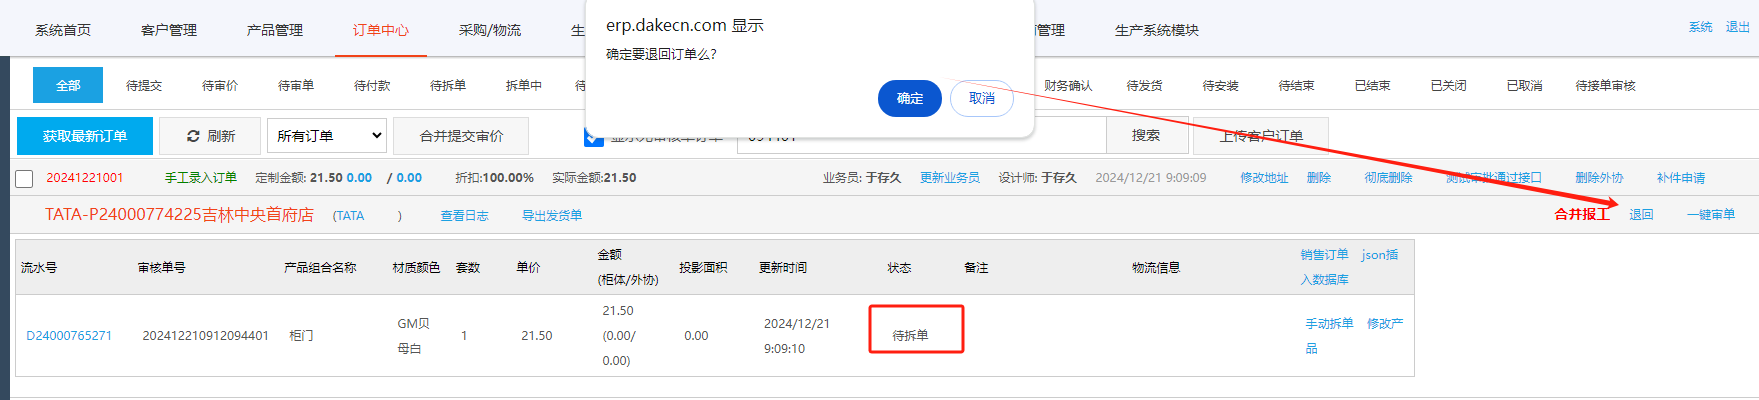 erp.dakecn.com 显示
确定要退回订单么?
确定 取消
系统首页 客户管理 产品管理 订单中心 采购/物流 管理 生产系统模块 系统 退出
全部 待提交 待审价 待审单 待付款 待拆单 拆单中 财务确认 待发货 待安装 待结束 已结束 已关闭 已取消 待接单审核
获取最新订单 刷新 所有订单 合并提交审价 搜索 上传客户订单
20241221001 手工录入订单 定制金额: 21.50 0.00 / 0.00 折扣:100.00% 实际金额:21.50 业务员: 于存久 更新业务员 设计师: 于存久 2024/12/21 9:09:09 修改地址 删除 彻底删除 测试审批通过接口 删除外协 补件申请
TATA-P24000774225吉林中央首府店 (TATA ) 查看日志 导出发货单 合并报工 退回 一键审单
流水号 审核单号 产品组合名称 材质颜色 套数 单价 金额 (柜体/外协) 投影面积 更新时间 状态 备注 物流信息 销售订单 json插入数据库
D24000765271 202412210912094401 柜门 GM贝母白 1 21.50 21.50 (0.00/ 0.00) 0.00 2024/12/21 9:09:10 待拆单 手动拆单 修改产品